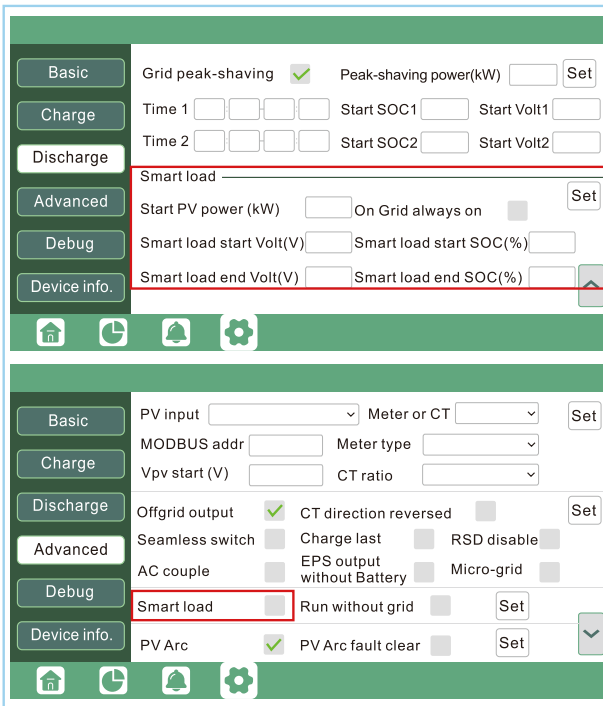 Basic
Charge
Discharge
Advanced
Debug
Device info.
Grid peak-shaving Peak-shaving power(kW) Set
Time 1 Start SOC1 Start Volt1
Time 2 Start SOC2 Start Volt2
Smart load
Set
Start PV power (kW) On Grid always on
Smart load start Volt(V) Smart load start SOC(%)
Smart load end Volt(V) Smart load end SOC(%)
Basic
Charge
Discharge
Advanced
Debug
Device info.
PV input Meter or CT Set
MODBUS addr Meter type
Vpv start (V) CT ratio
Offgrid output CT direction reversed Set
Seamless switch Charge last RSD disable
AC couple EPS output without Battery Micro-grid
Smart load Run without grid Set
PV Arc PV Arc fault clear Set